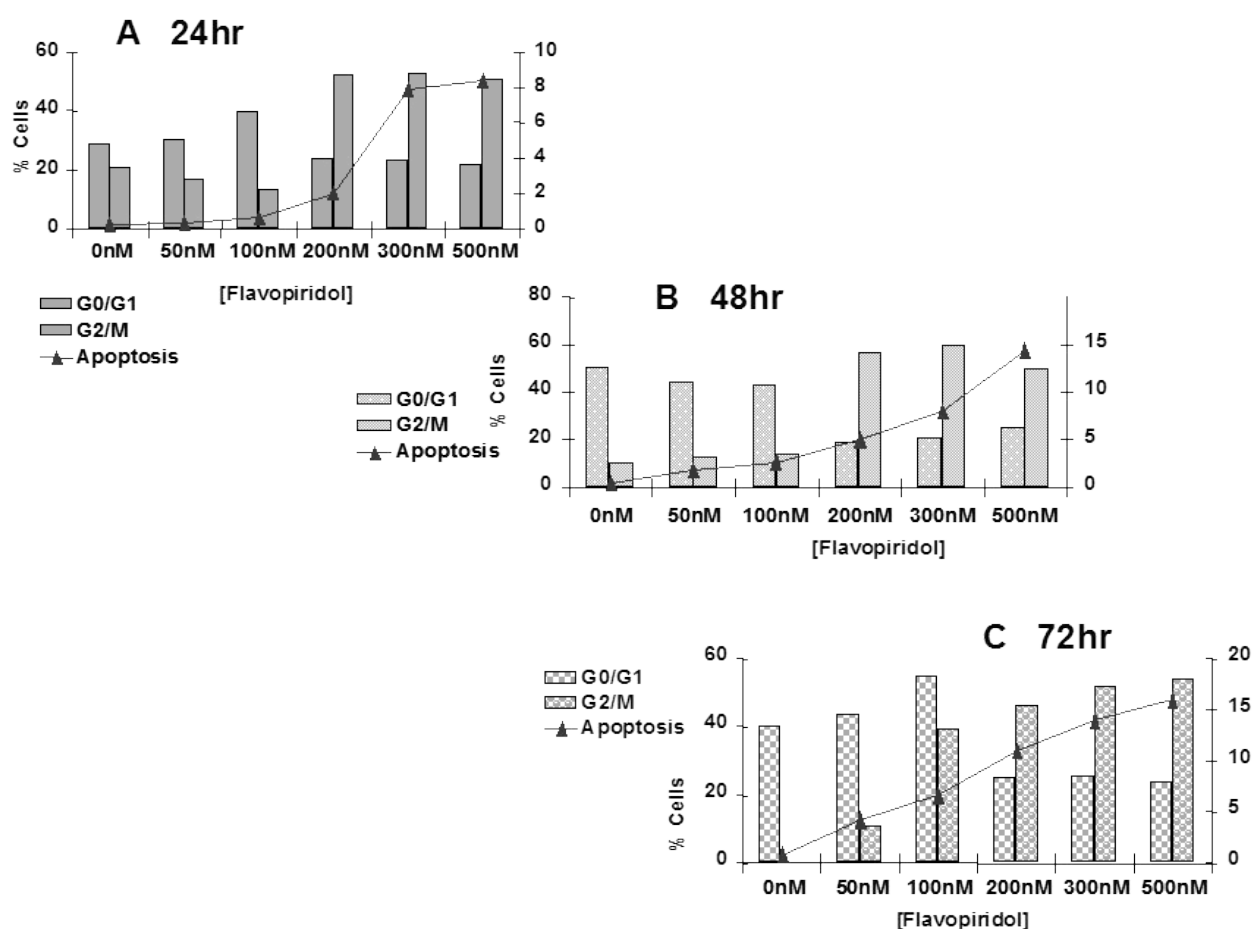 A 24hr
60
40
20
0
% Cells
10
8
6
4
2
0
0nM 50nM 100nM 200nM 300nM 500nM
[Flavopiridol]
G0/G1
G2/M
Apoptosis
B 48hr
80
60
40
20
0
% Cells
15
10
5
0
G0/G1
G2/M
Apoptosis
0nM 50nM 100nM 200nM 300nM 500nM
[Flavopiridol]
C 72hr
G0/G1
G2/M
Apoptosis
60
40
20
0
% Cells
20
15
10
5
0
0nM 50nM 100nM 200nM 300nM 500nM
[Flavopiridol]